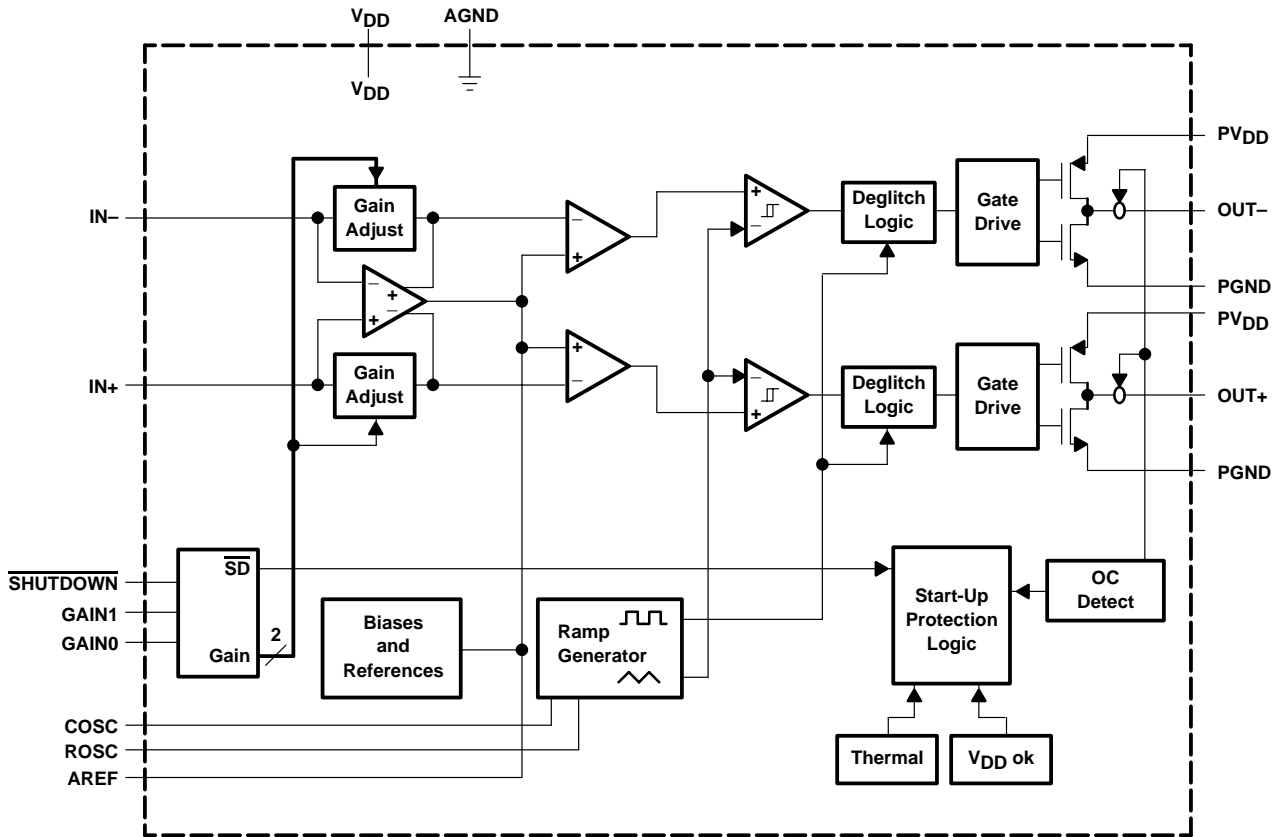 VDD
AGND
VDD
PVDD
IN–
Gain
Adjust
–
+
–
+
–
+
+
–
Deglitch
Logic
Gate
Drive
OUT–
PGND
PVDD
IN+
Gain
Adjust
+
–
–
+
Deglitch
Logic
Gate
Drive
OUT+
PGND
SHUTDOWN
GAIN1
GAIN0
SD
Gain
2
Biases
and
References
Ramp
Generator
Start-Up
Protection
Logic
OC
Detect
COSC
ROSC
AREF
Thermal
VDD ok